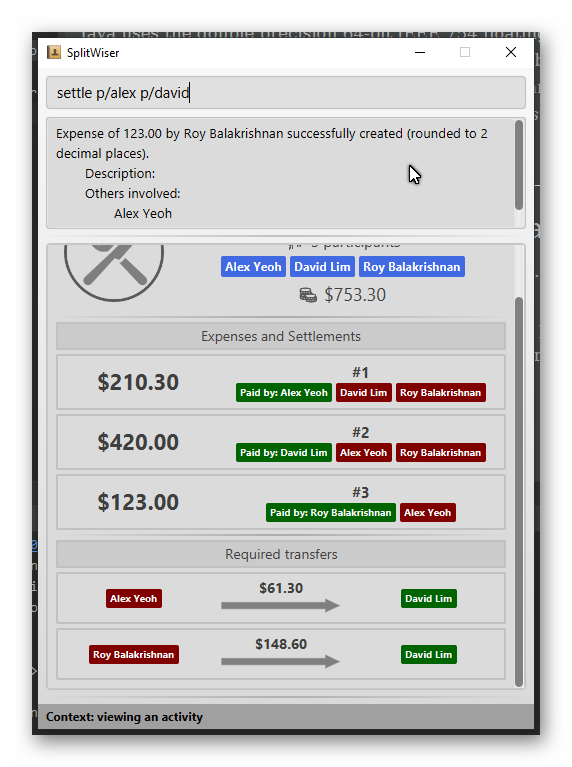 SplitWiser
settle p/alex p/david
Expense of 123.00 by Roy Balakrishnan successfully created (rounded to 2
decimal places).
Description:
Others involved:
Alex Yeoh
3 participants
Alex Yeoh David Lim Roy Balakrishnan
$753.30
Expenses and Settlements
$210.30
#1
Paid by: Alex Yeoh David Lim Roy Balakrishnan
$420.00
#2
Paid by: David Lim Alex Yeoh Roy Balakrishnan
$123.00
#3
Paid by: Roy Balakrishnan Alex Yeoh
Required transfers
Alex Yeoh $61.30 David Lim
Roy Balakrishnan $148.60 David Lim
Context: viewing an activity